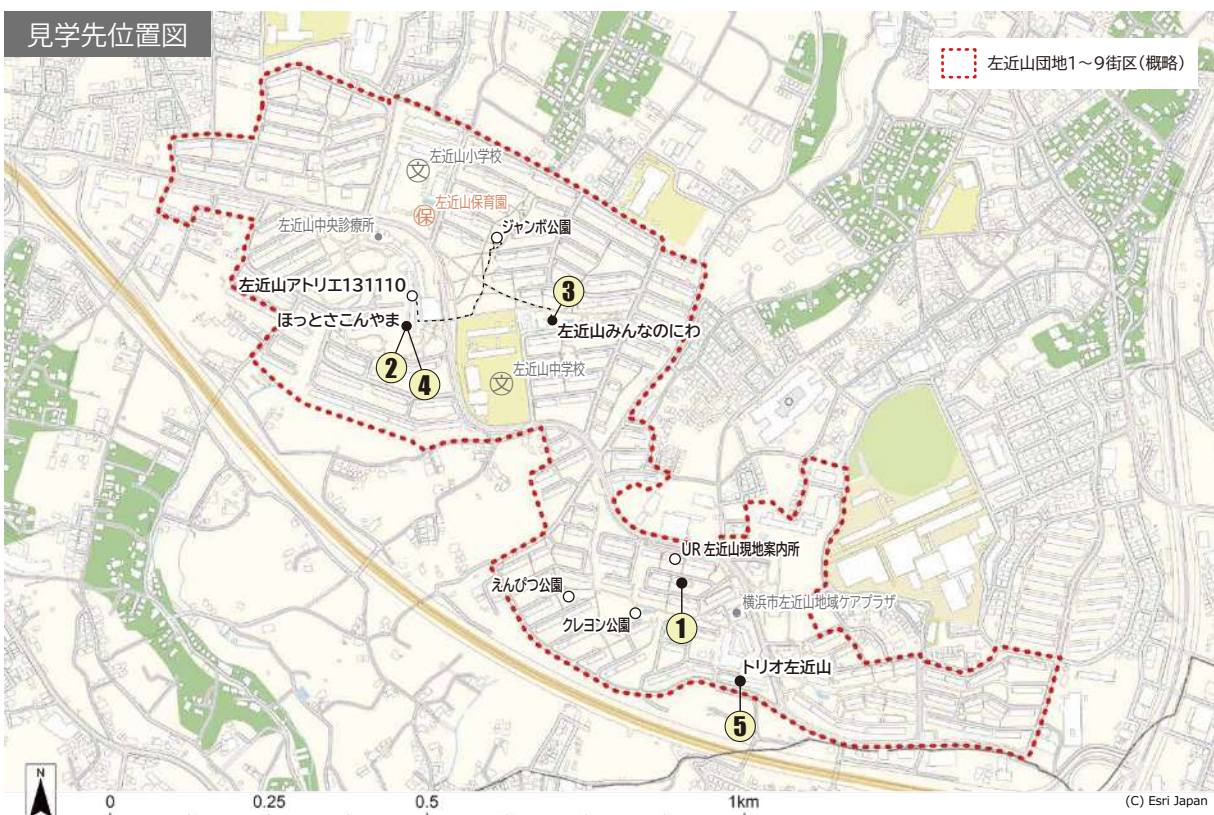 見学先位置図
左近山団地1~9街区(概略)
文
左近山小学校
保
左近山保育園
左近山中央診療所
ジャンボ公園
左近山アトリエ131110
3
ほっとさこんやま
左近山みんなのにわ
2
4
文
左近山中学校
UR 左近山現地案内所
えんぴつ公園
クレヨン公園
横浜市左近山地域ケアプラザ
1
トリオ左近山
5
N
0
0.25
0.5
1km
(C) Esri Japan